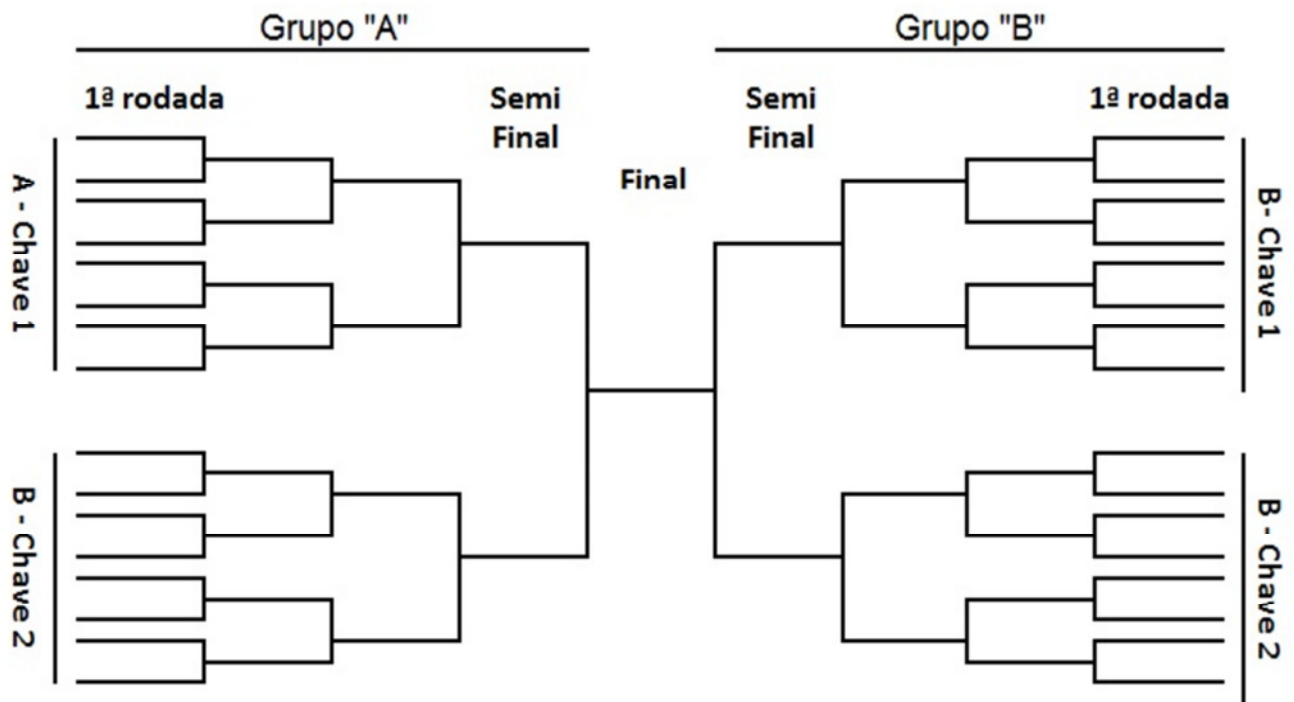 Grupo "A"
Grupo "B"
1ª rodada
Semi
Final
Semi
Final
1ª rodada
Final
A - Chave 1
B- Chave 1
B - Chave 2
B - Chave 2